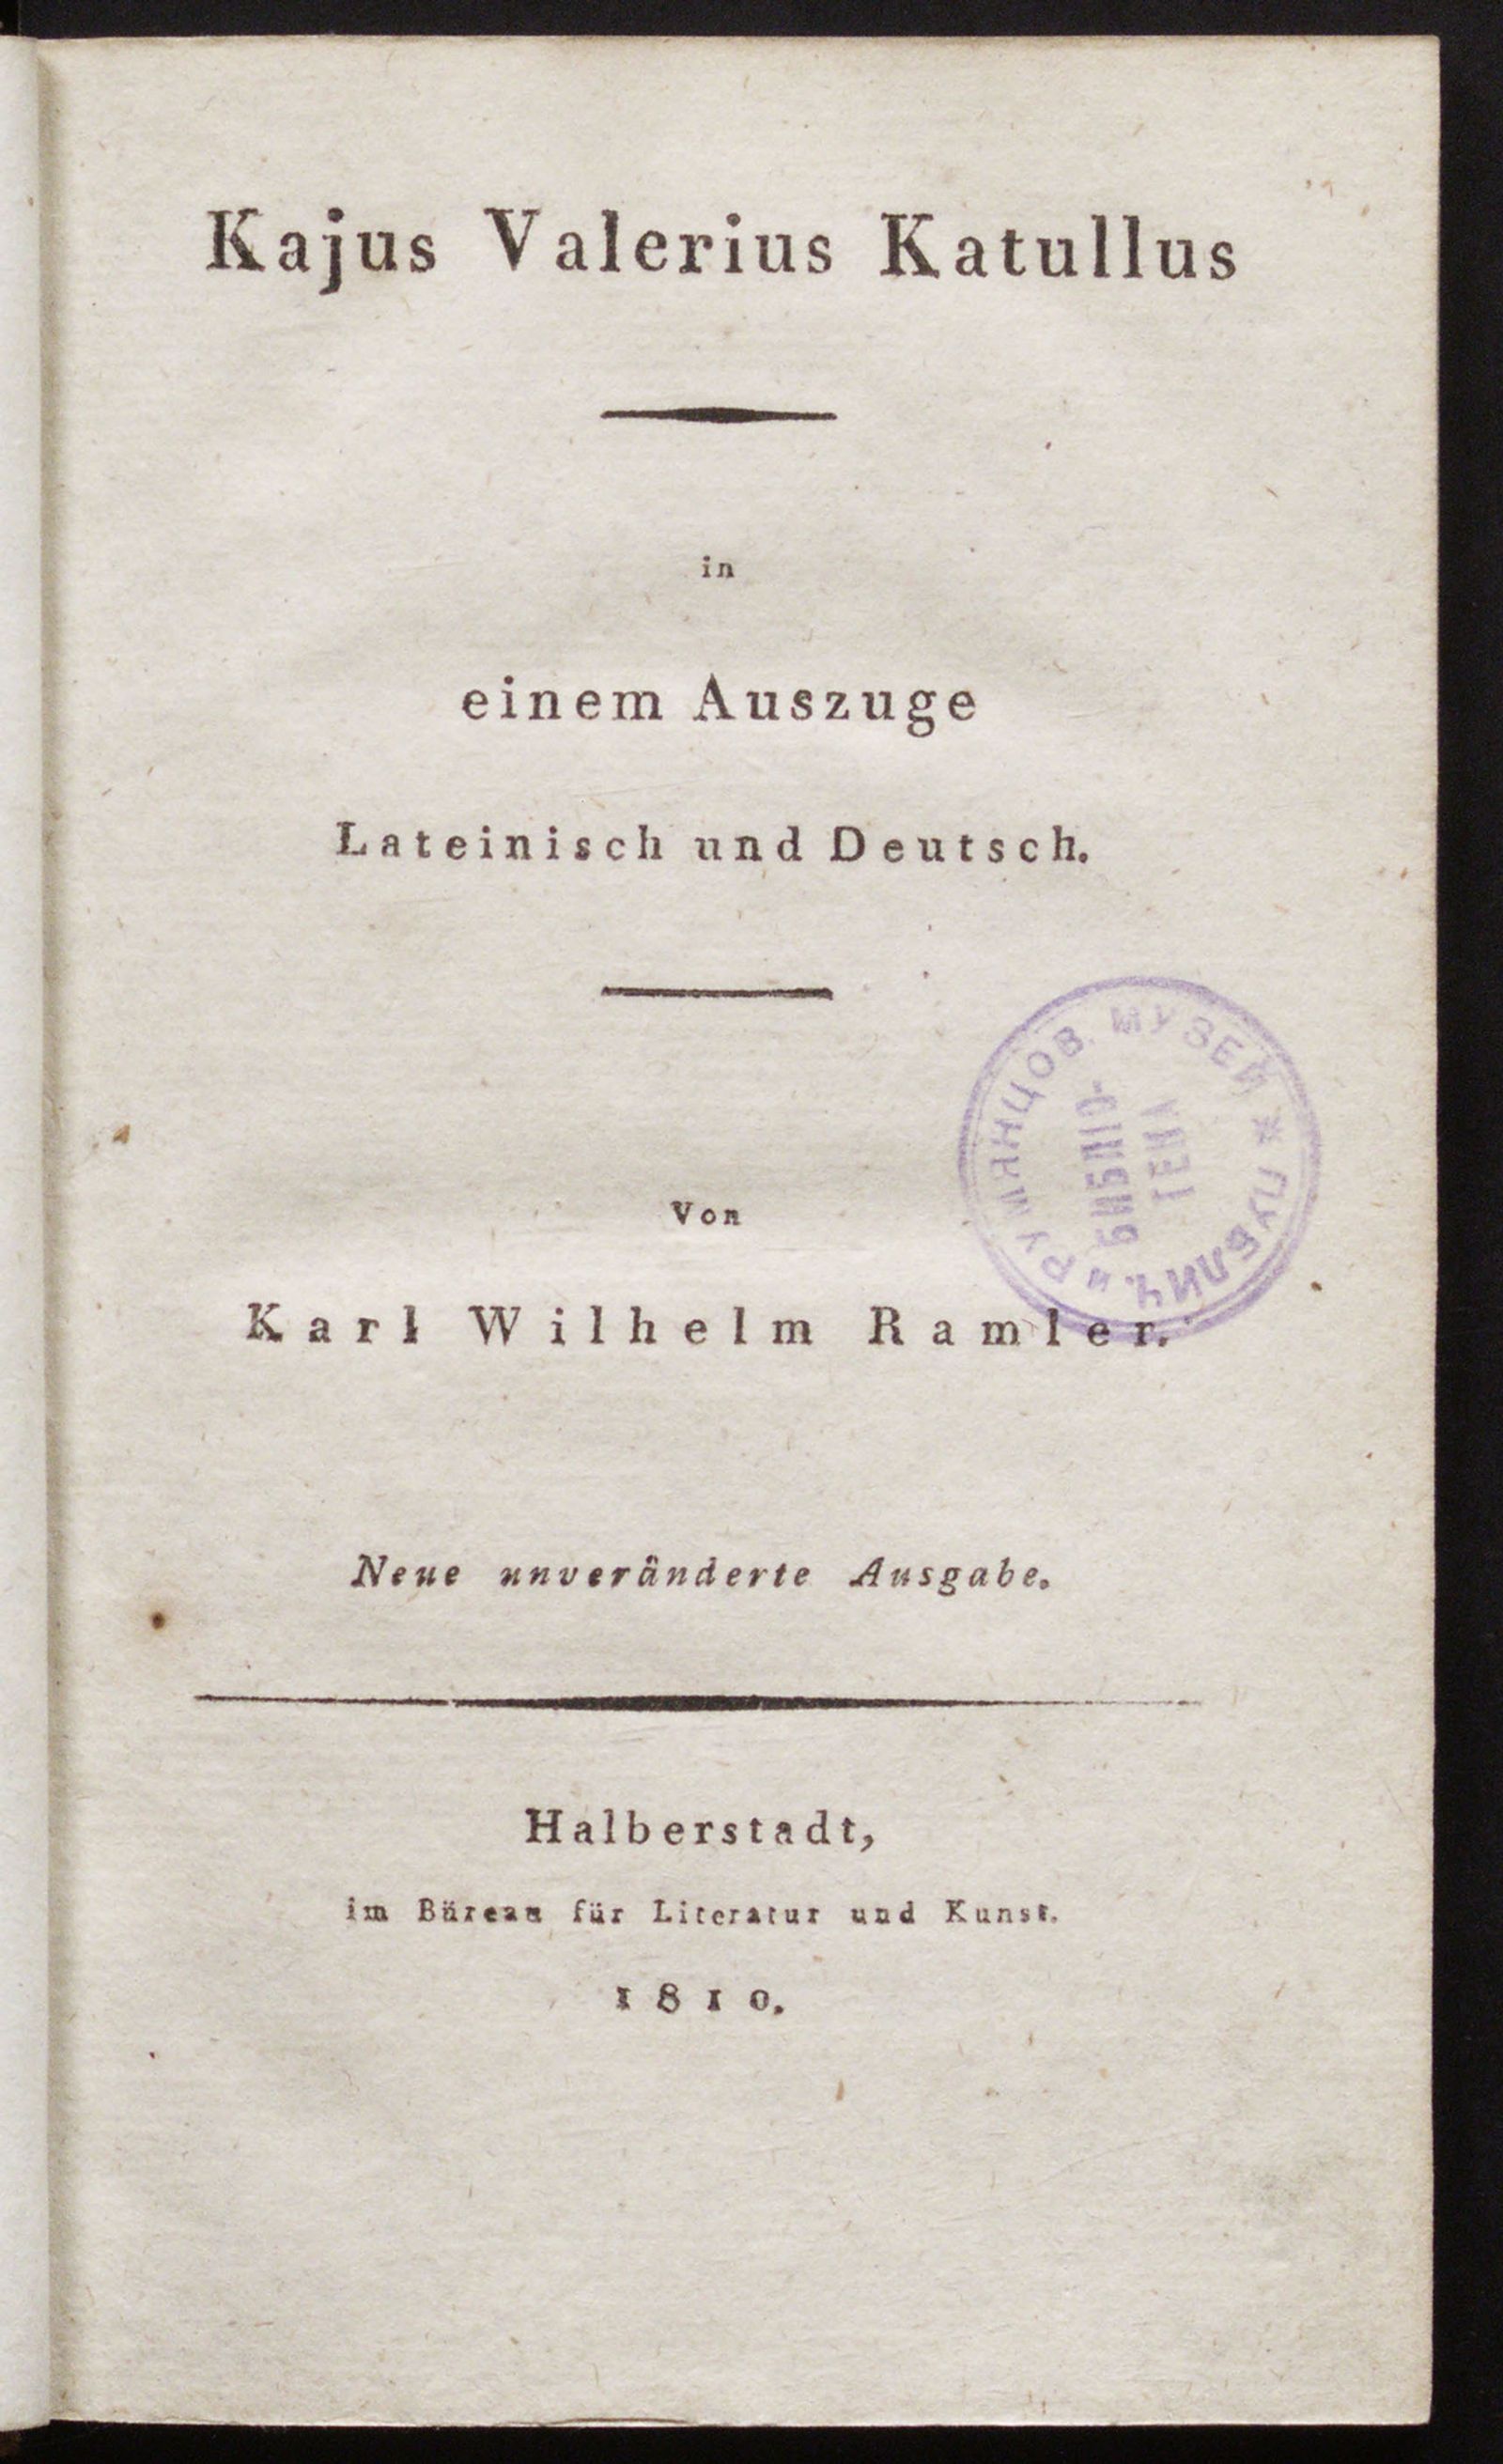 Kajus Valerius Katullus
in
einem Auszuge
Lateinisch und Deutsch.
Von
Karl Wilhelm Ramler.
Neue unveränderte Ausgabe.
Halberstadt,
im Büreau für Literatur und Kunst.
1810.
ПУБЛИЧ. и РУМЯНЦОВ. МУЗЕЙ *
БИБЛІО-
ТЕКА